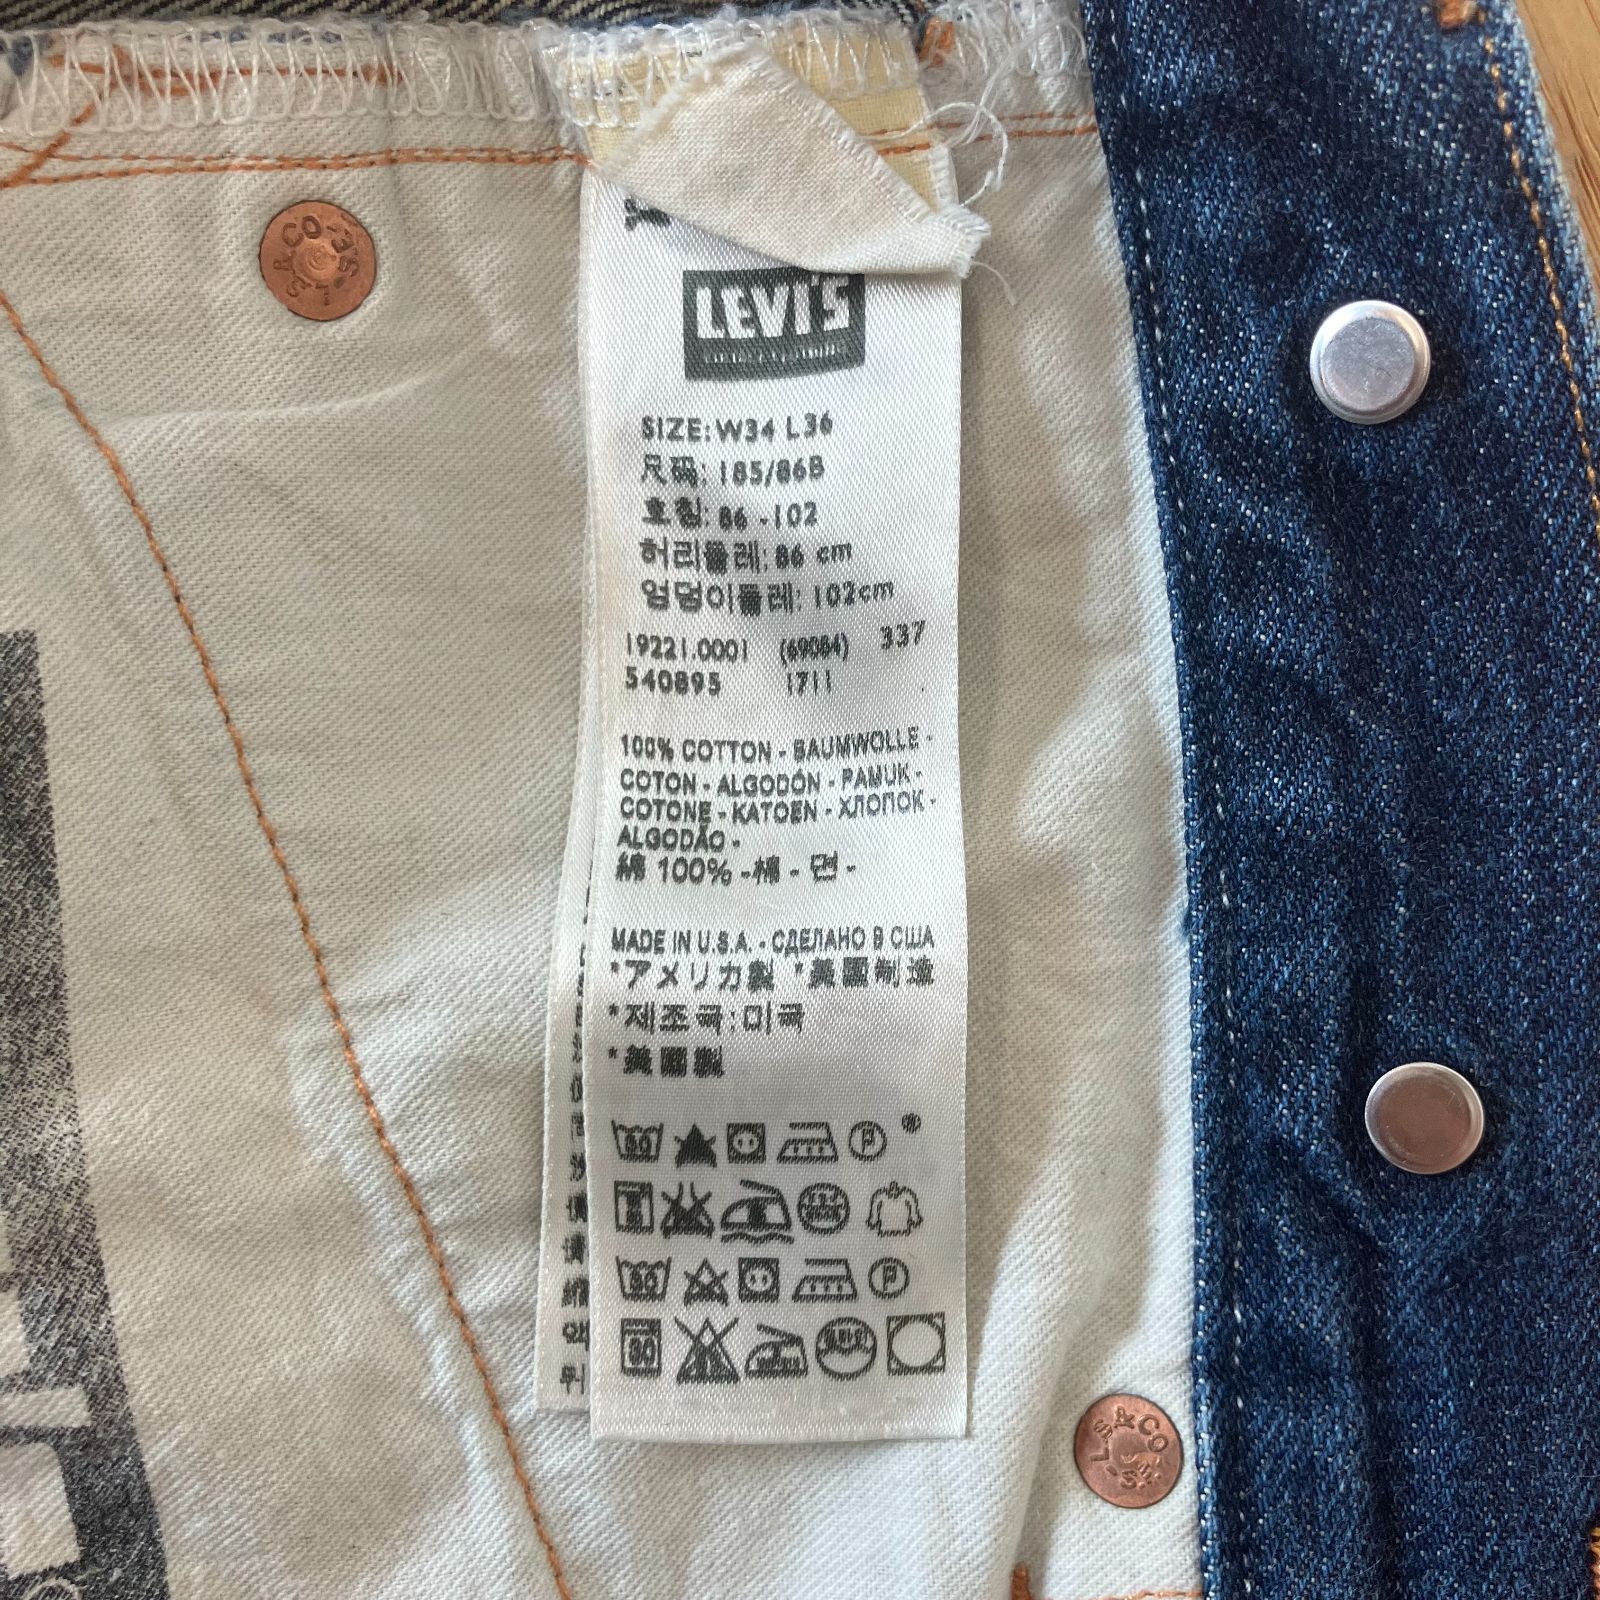 LEVI'S
SIZE: W34 L36
尺码: 185/86B
호칭: 86 -102
허리둘레: 86 cm
엉덩이둘레: 102cm
19221.0001 (69084) 337
540895 1711
100% COTTON - BAUMWOLLE -
COTON - ALGODÓN - PAMUK -
COTONE - KATOEN - ХЛОПОК -
ALGODÃO -
綿 100% -棉 - 면 -
MADE IN U.S.A. - СДЕЛАНО В США
*アメリカ製 *美國制造
*제조국: 미국
*美國製
L.S.&CO.
L.S.&CO.